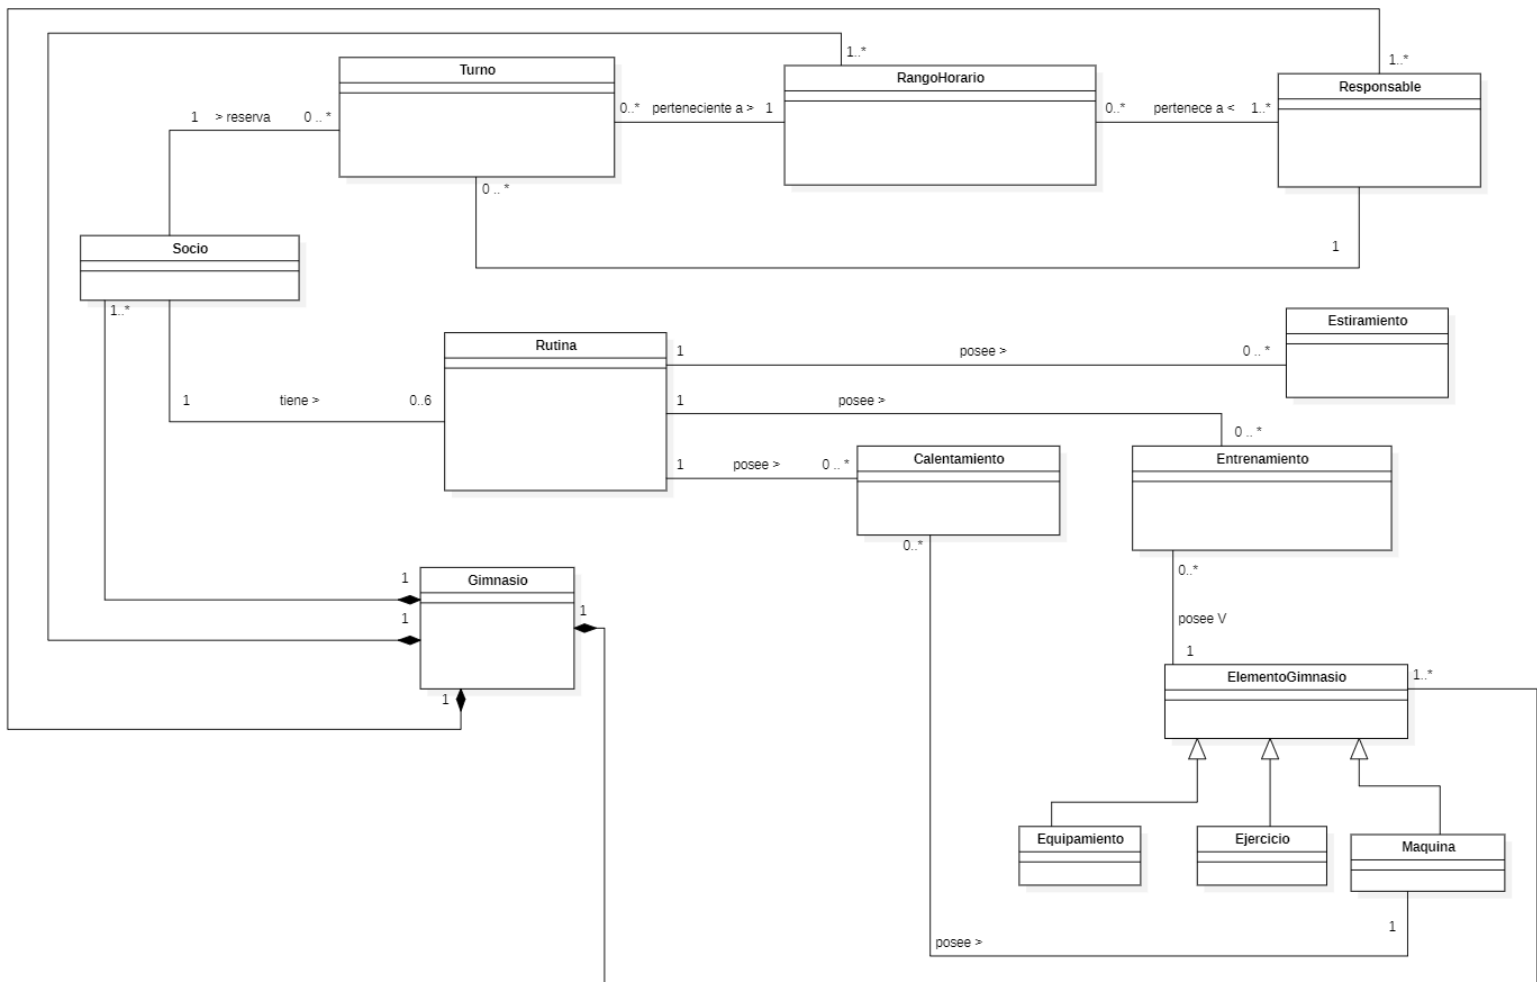 1..*
1..*
Turno
RangoHorario
Responsable
1 > reserva 0 .. *
0..* perteneciente a > 1
0..* pertenece a < 1..*
0 .. *
1
Socio
1..*
Estiramiento
Rutina
1 posee > 0 .. *
1 tiene > 0..6
1 posee >
0 .. *
1 posee > 0 .. *
Calentamiento
Entrenamiento
0..*
0..*
1
Gimnasio
1
1
1
posee V
1
ElementoGimnasio
1..*
Equipamiento
Ejercicio
Maquina
1
posee >